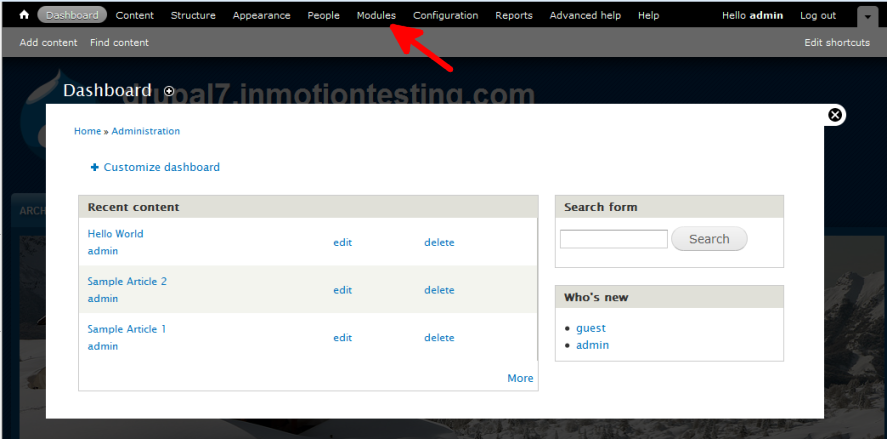 Dashboard Content Structure Appearance People Modules Configuration Reports Advanced help Help Hello admin Log out
Add content Find content Edit shortcuts
drupal7.inmotiontesting.com
Dashboard
Home » Administration
Customize dashboard
ARCH
Recent content
Hello World
admin
edit delete
Sample Article 2
admin
edit delete
Sample Article 1
admin
edit delete
More
Search form
Search
Who's new
guest
admin